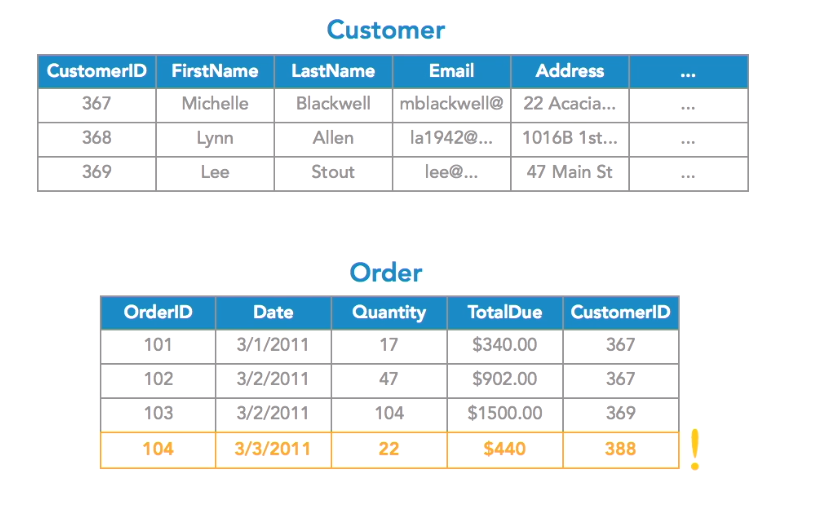 Customer
CustomerID FirstName LastName Email Address ...
367 Michelle Blackwell mblackwell@ 22 Acacia... ...
368 Lynn Allen la1942@... 1016B 1st... ...
369 Lee Stout lee@... 47 Main St ...
Order
OrderID Date Quantity TotalDue CustomerID
101 3/1/2011 17 $340.00 367
102 3/2/2011 47 $902.00 367
103 3/2/2011 104 $1500.00 369
104 3/3/2011 22 $440 388 !